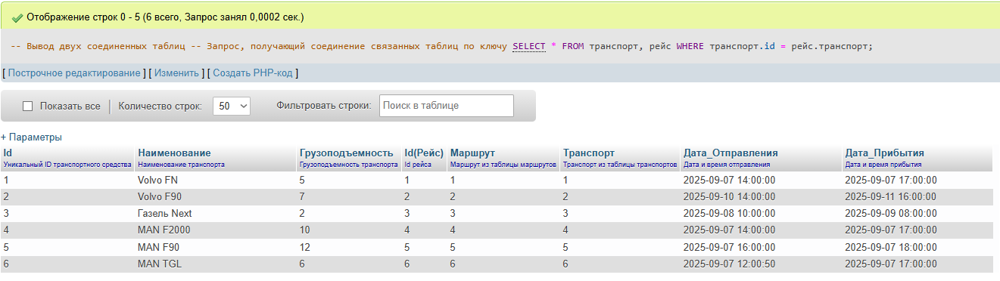 Отображение строк 0 - 5 (6 всего, Запрос занял 0,0002 сек.)
-- Вывод двух соединенных таблиц -- Запрос, получающий соединение связанных таблиц по ключу SELECT * FROM транспорт, рейс WHERE транспорт.id = рейс.транспорт;
[ Построчное редактирование ] [ Изменить ] [ Создать PHP-код ]
Показать все Количество строк: 50 Фильтровать строки: Поиск в таблице
+ Параметры
Id Наименование Грузоподъемность Id(Рейс) Маршрут Транспорт Дата_Отправления Дата_Прибытия
Уникальный ID транспортного средства Наименование транспорта Грузоподъемность транспорта Id рейса Маршрут из таблицы маршрутов Транспорт из таблицы транспортов Дата и время отправления Дата и время прибытия
1 Volvo FN 5 1 1 1 2025-09-07 14:00:00 2025-09-07 17:00:00
2 Volvo F90 7 2 2 2 2025-09-10 14:00:00 2025-09-11 16:00:00
3 Газель Next 2 3 3 3 2025-09-08 10:00:00 2025-09-09 08:00:00
4 MAN F2000 10 4 4 4 2025-09-07 14:00:00 2025-09-07 17:00:00
5 MAN F90 12 5 5 5 2025-09-07 16:00:00 2025-09-07 18:00:00
6 MAN TGL 6 6 6 6 2025-09-07 12:00:50 2025-09-07 17:00:00